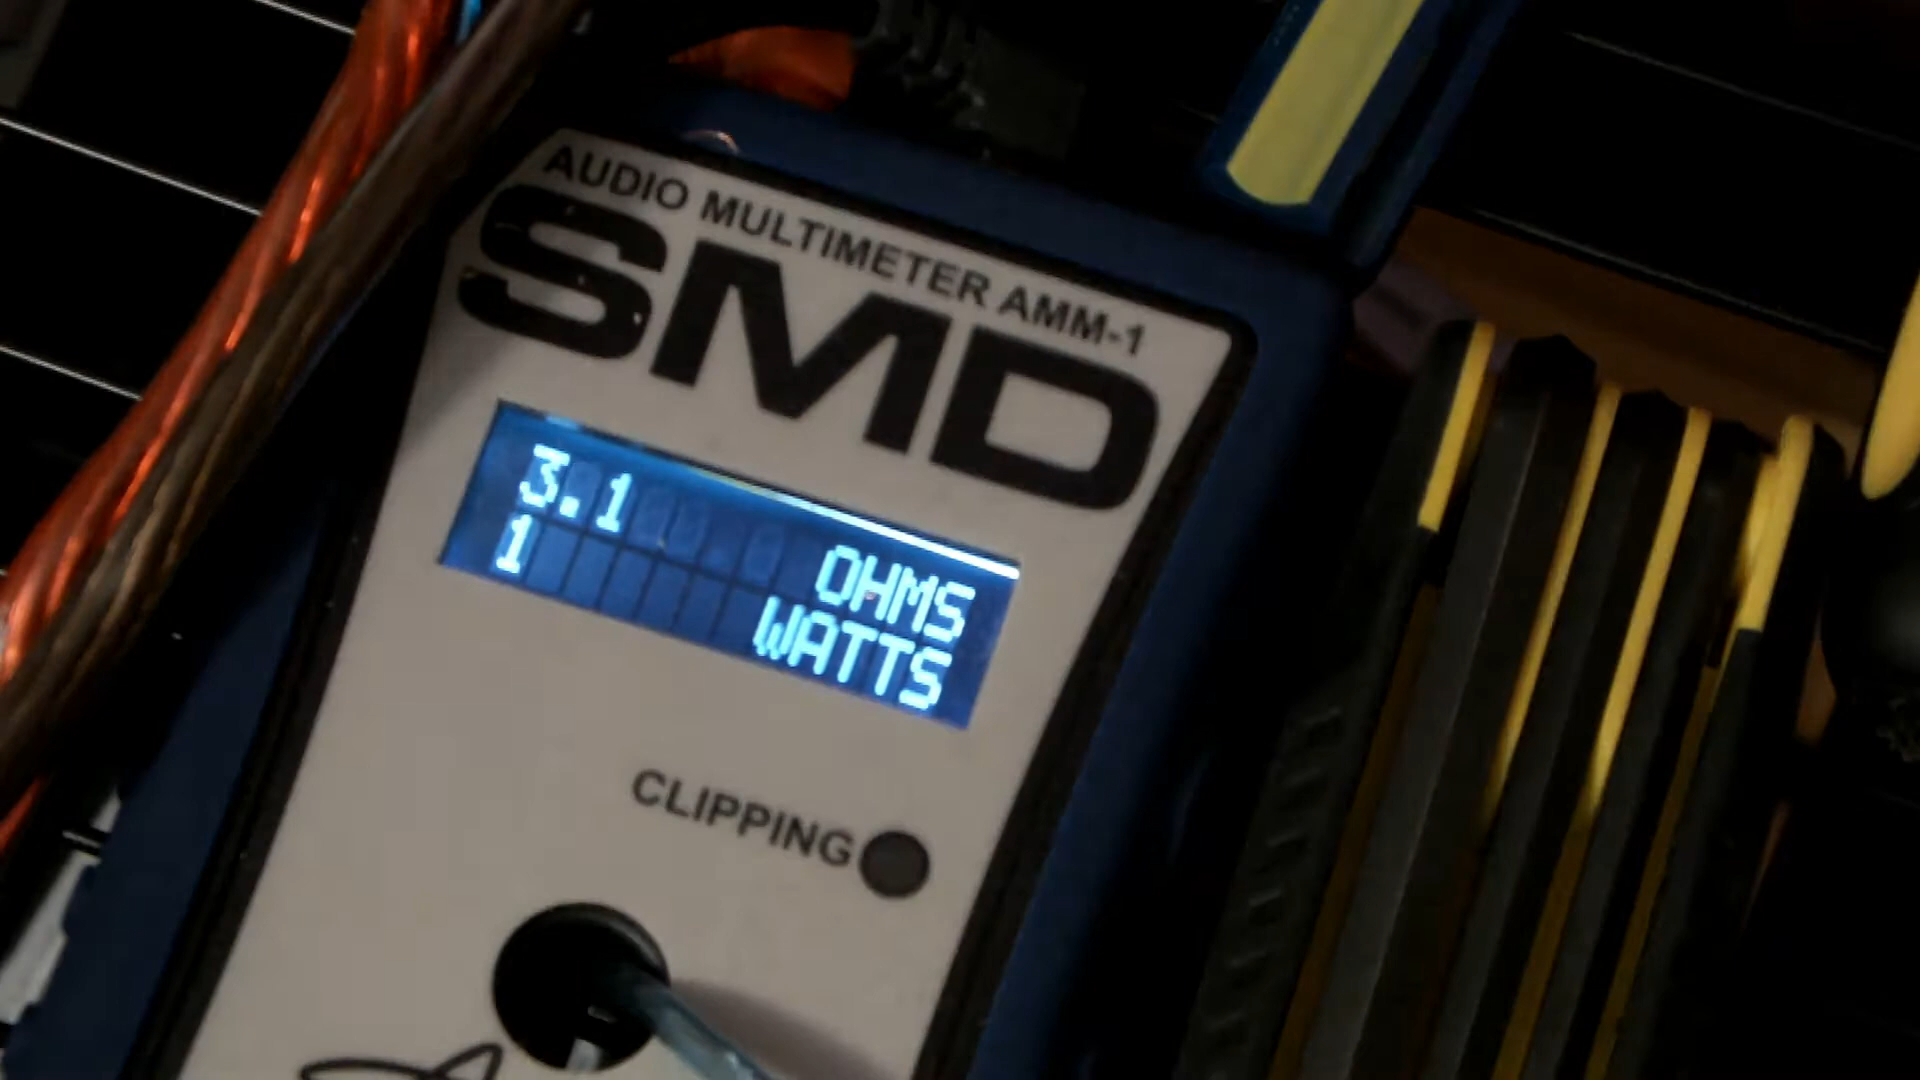 AUDIO MULTIMETER AMM-1
SMD
3.1 OHMS
1 WATTS
CLIPPING